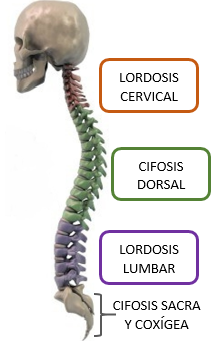 LORDOSIS
CERVICAL
CIFOSIS
DORSAL
LORDOSIS
LUMBAR
CIFOSIS SACRA
Y COXÍGEA